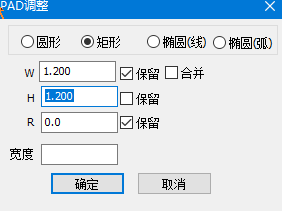 PAD调整
圆形 矩形 椭圆(线) 椭圆(弧)
W 1.200 保留 合并
H 1.200 保留
R 0.0 保留
宽度
确定 取消